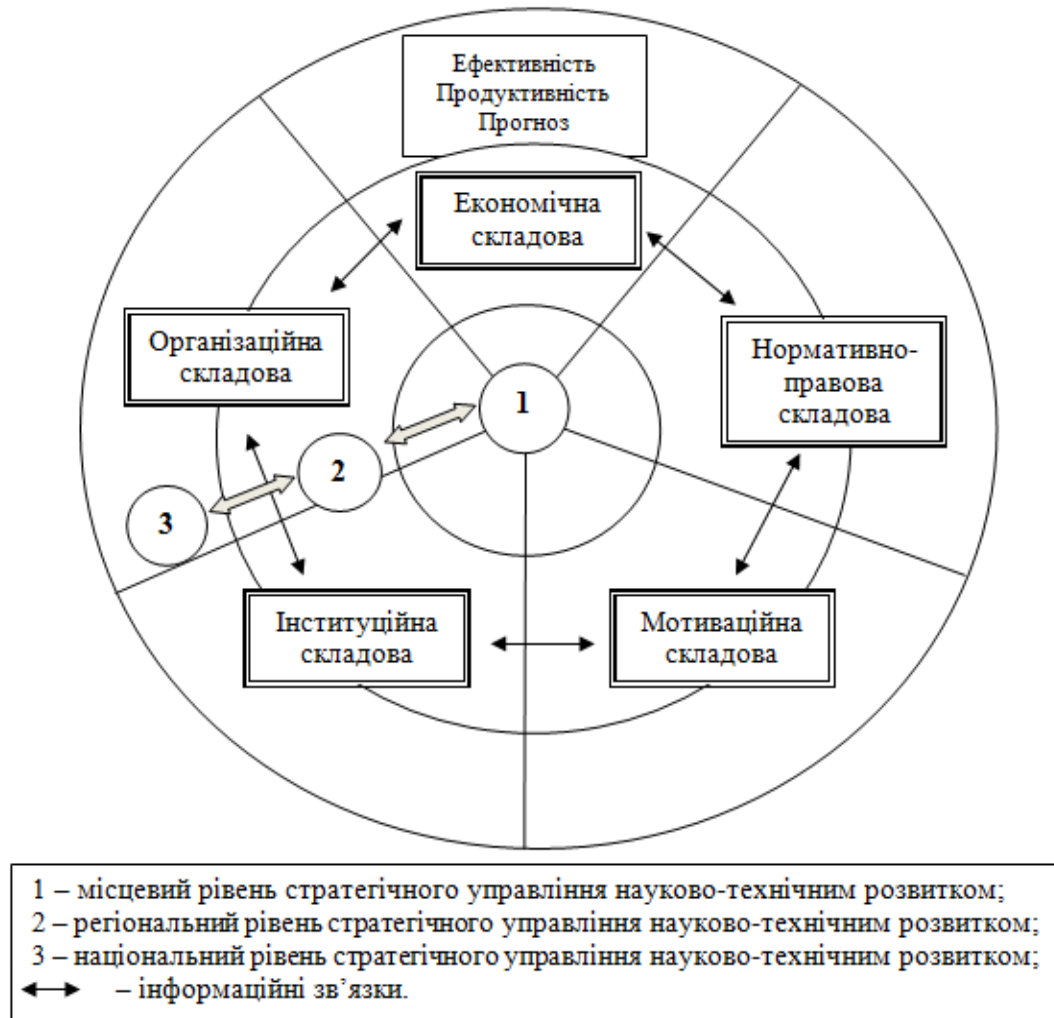 Ефективність
Продуктивність
Прогноз
Економічна
складова
Організаційна
складова
Нормативно-
правова
складова
1
2
3
Інституційна
складова
Мотиваційна
складова
1 – місцевий рівень стратегічного управління науково-технічним розвитком;
2 – регіональний рівень стратегічного управління науково-технічним розвитком;
3 – національний рівень стратегічного управління науково-технічним розвитком;
– інформаційні зв’язки.